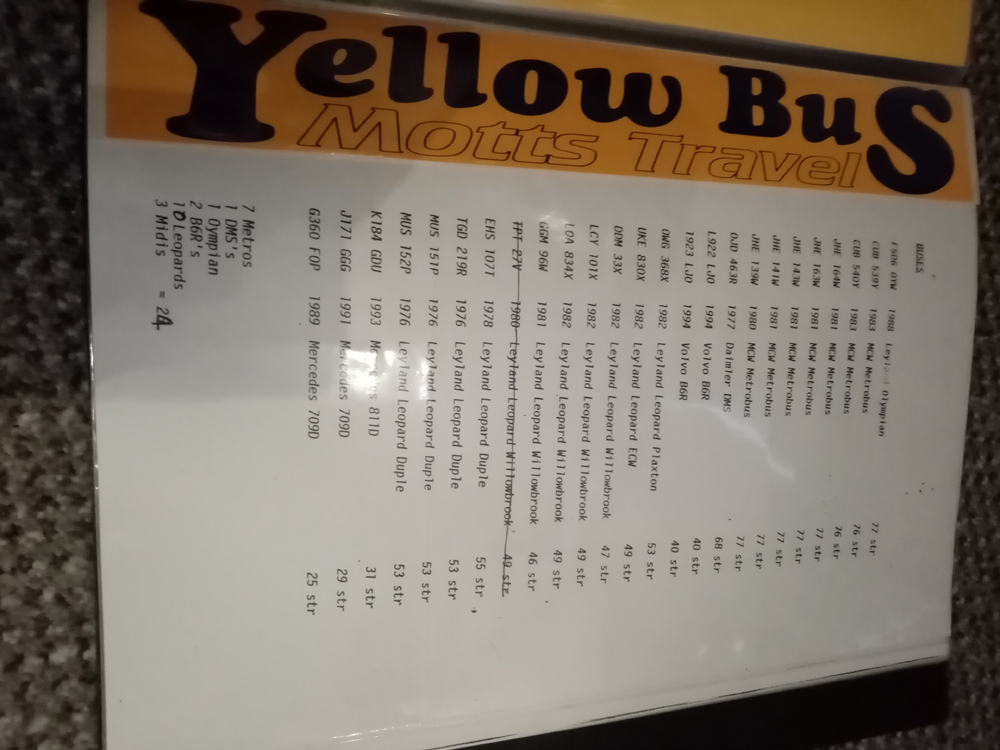 Yellow BuS
Motts Travel
BUSES
F506 OYW 1988 Leyland Olympian 77 str
CUB 539Y 1983 MCW Metrobus 76 str
CUB 540Y 1983 MCW Metrobus 76 str
JHE 164W 1981 MCW Metrobus 77 str
JHE 163W 1981 MCW Metrobus 77 str
JHE 143W 1981 MCW Metrobus 77 str
JHE 141W 1981 MCW Metrobus 77 str
JHE 139W 1980 MCW Metrobus 77 str
OJD 463R 1977 Daimler DMS 68 str
L922 LJO 1994 Volvo B6R 40 str
1923 LJO 1994 Volvo B6R 40 str
OWG 368X 1982 Leyland Leopard Plaxton 53 str
UKE 830X 1982 Leyland Leopard ECW 49 str
DDM 33X 1982 Leyland Leopard Willowbrook 47 str
LCY 101X 1982 Leyland Leopard Willowbrook 49 str
LOA 834X 1982 Leyland Leopard Willowbrook 49 str
GGM 96W 1981 Leyland Leopard Willowbrook 46 str
TPT 27V 1980 Leyland Leopard Willowbrook 49 str
EHS 107T 1978 Leyland Leopard Duple 55 str
TGD 219R 1976 Leyland Leopard Duple 53 str
MUS 151P 1976 Leyland Leopard Duple 53 str
MUS 152P 1976 Leyland Leopard Duple 53 str
K184 GDU 1993 811D 31 str
J171 GGG 1991 Mercedes 709D 29 str
G360 FOP 1989 Mercedes 709D 25 str
7 Metros
1 DMS's
1 Olympian
2 B6R's
10 Leopards
3 Midis = 24